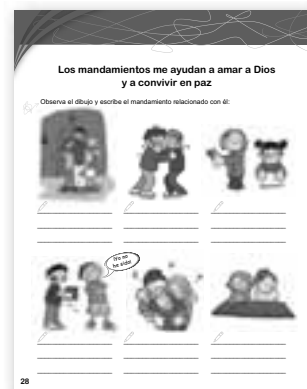 Los mandamientos me ayudan a amar a Dios
y a convivir en paz
Observa el dibujo y escribe el mandamiento relacionado con él:
¡Yo no
he sido!
28